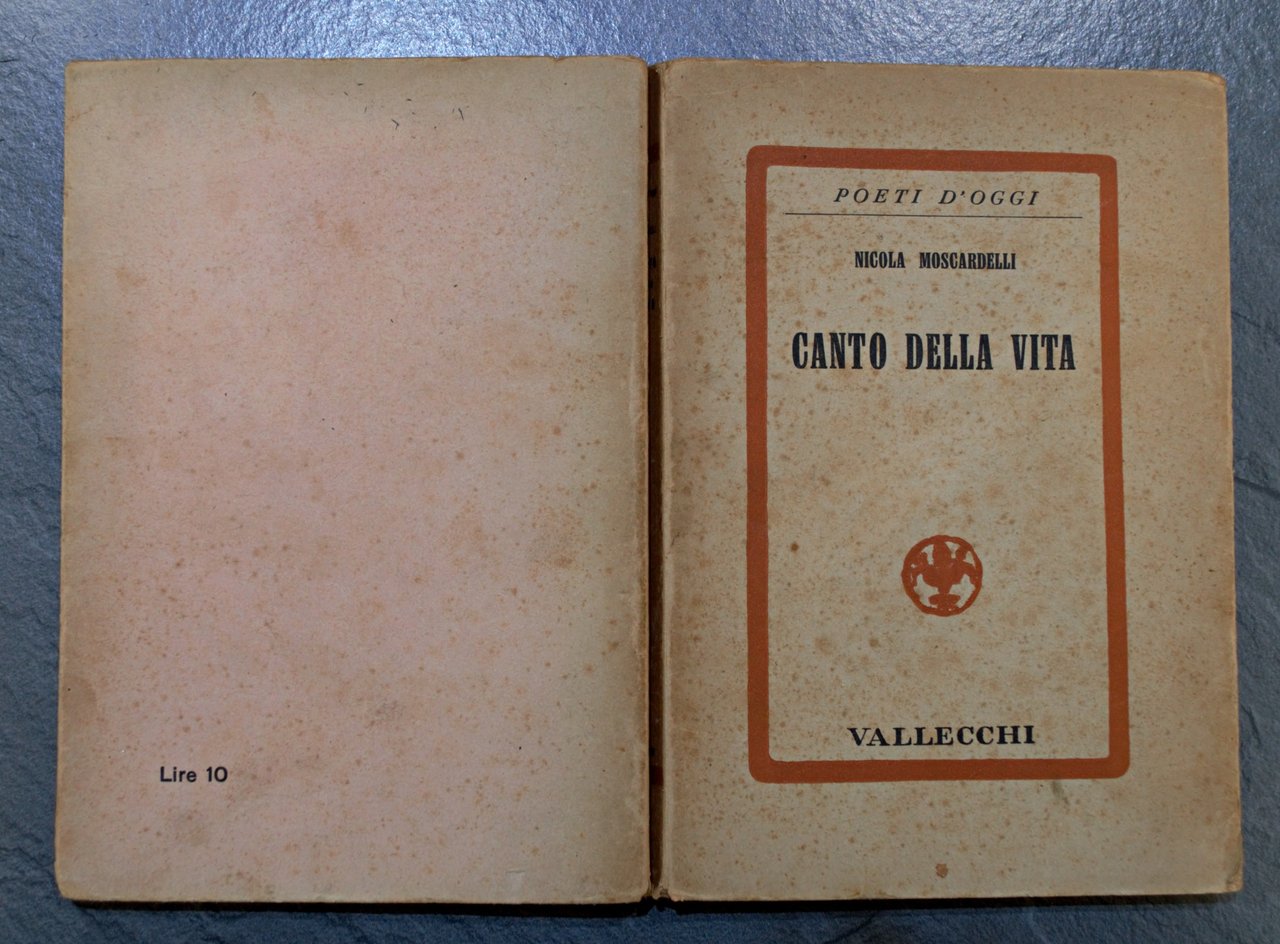 Lire 10
POETI D'OGGI
NICOLA MOSCARDELLI
CANTO DELLA VITA
VALLECCHI